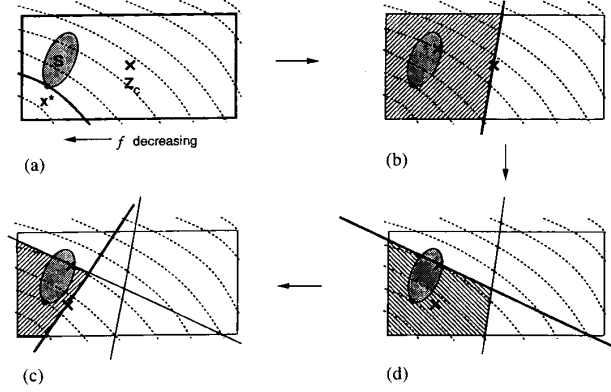 (a)
S
x*
Z_c
f decreasing
(b)
(c)
(d)